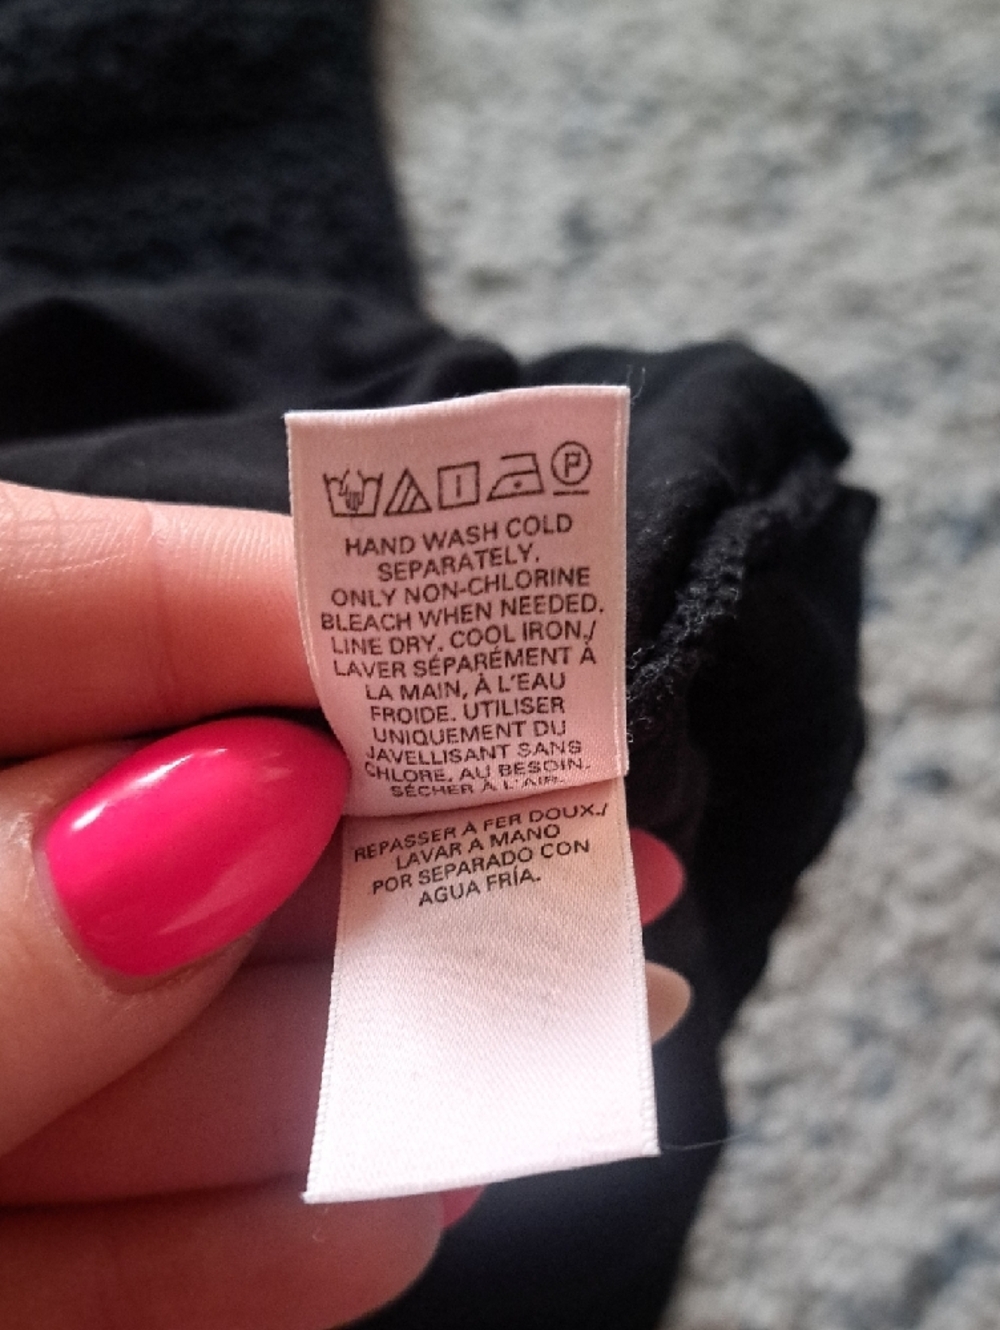 P
HAND WASH COLD
SEPARATELY.
ONLY NON-CHLORINE
BLEACH WHEN NEEDED.
LINE DRY. COOL IRON./
LAVER SÉPARÉMENT À
LA MAIN, À L'EAU
FROIDE. UTILISER
UNIQUEMENT DU
JAVELLISANT SANS
CHLORE, AU BESOIN.
SÉCHER À L'AIR.
REPASSER À FER DOUX./
LAVAR A MANO
POR SEPARADO CON
AGUA FRÍA.